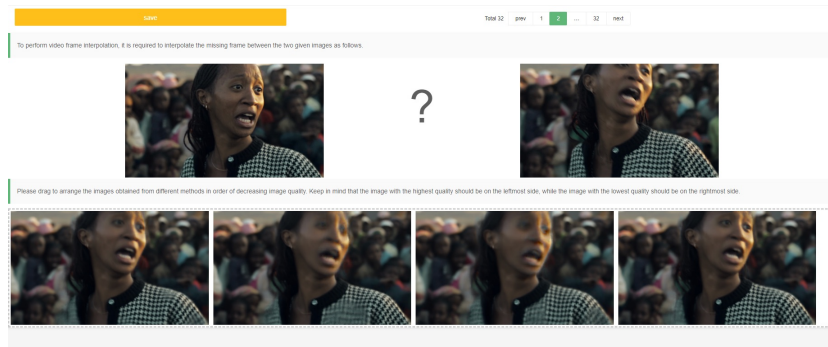 save
Total 32 prev 1 2 ... 32 next
To perform video frame interpolation, it is required to interpolate the missing frame between the two given images as follows.
?
Please drag to arrange the images obtained from different methods in order of decreasing image quality. Keep in mind that the image with the highest quality should be on the leftmost side, while the image with the lowest quality should be on the rightmost side.